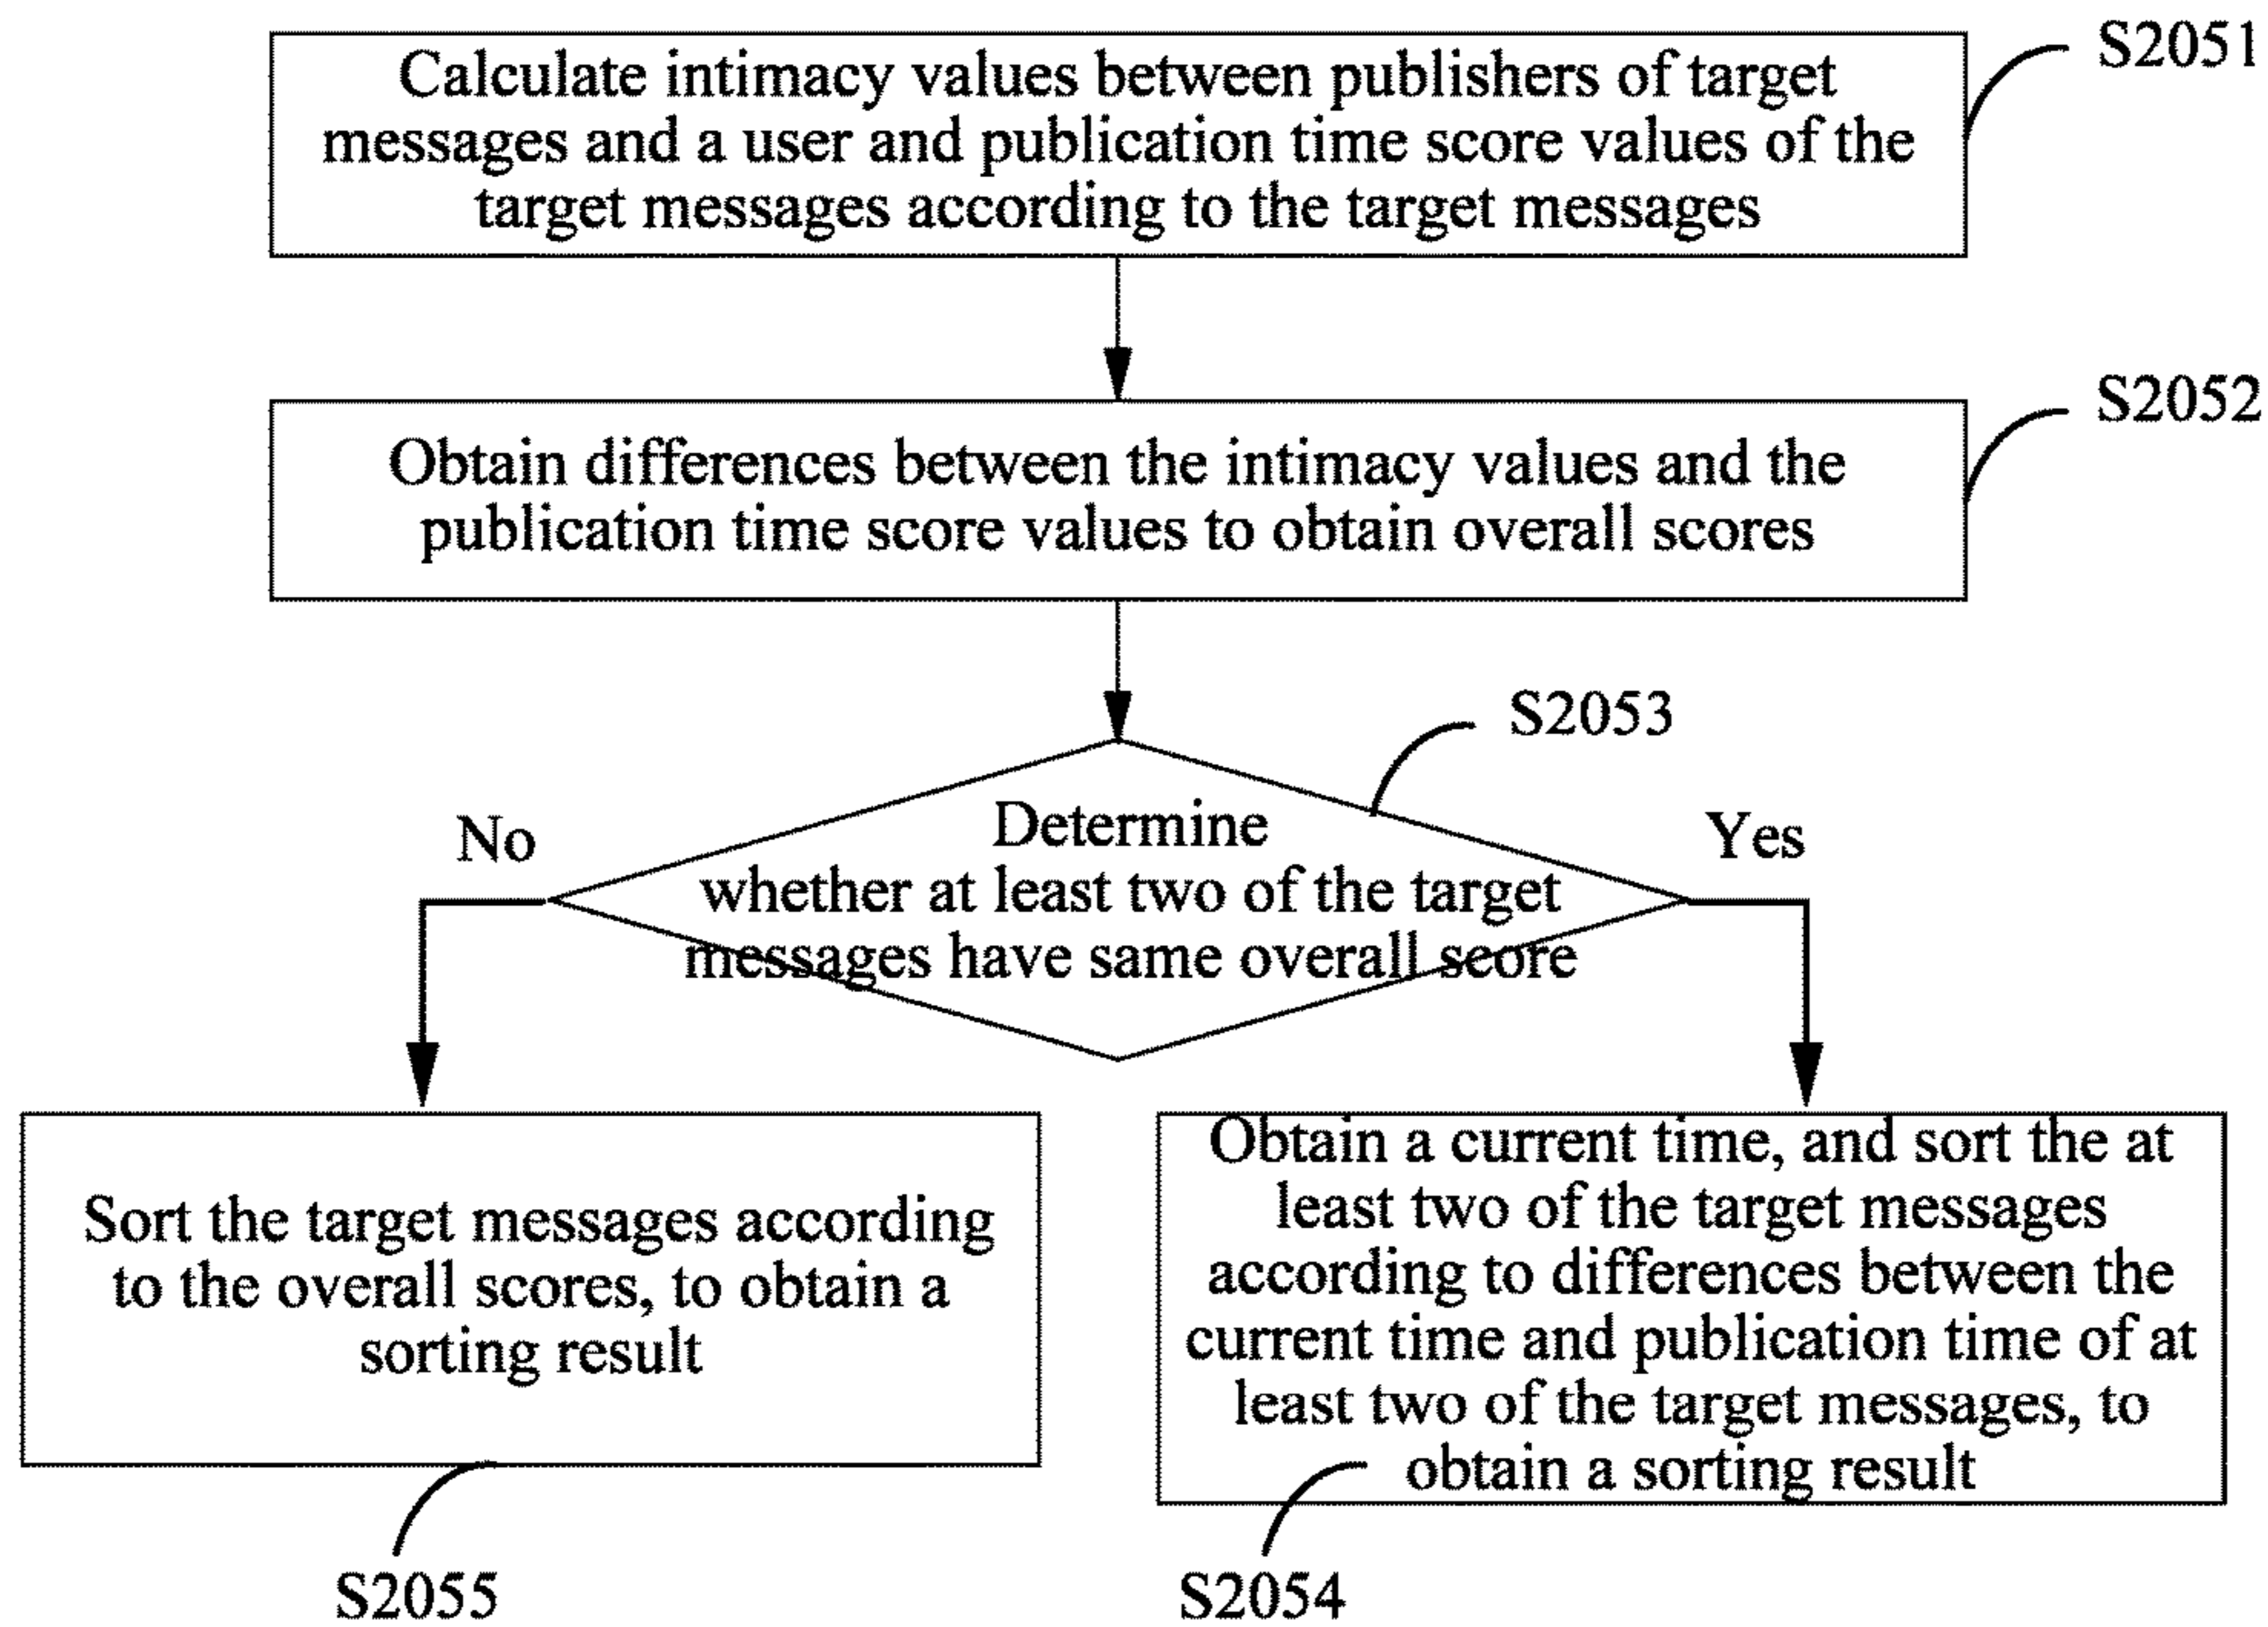 S2051
Calculate intimacy values between publishers of target
messages and a user and publication time score values of the
target messages according to the target messages
S2052
Obtain differences between the intimacy values and the
publication time score values to obtain overall scores
S2053
No
Yes
Determine
whether at least two of the target
messages have same overall score
Sort the target messages according
to the overall scores, to obtain a
sorting result
S2055
Obtain a current time, and sort the at
least two of the target messages
according to differences between the
current time and publication time of at
least two of the target messages, to
obtain a sorting result
S2054